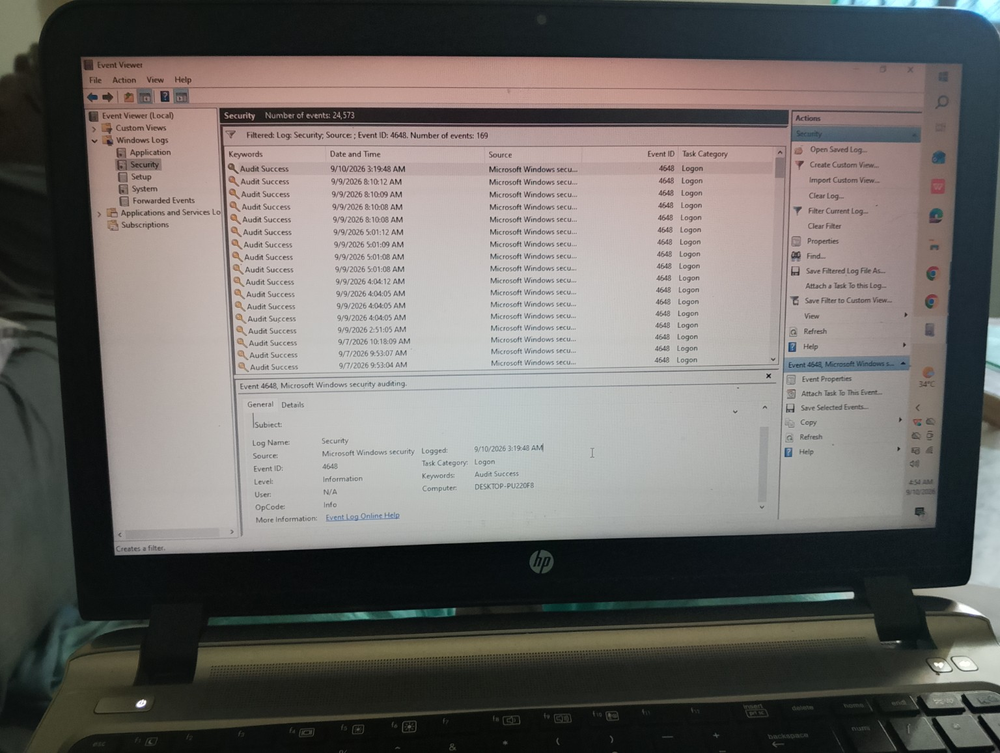 Event Viewer
File Action View Help
Event Viewer (Local)
Custom Views
Windows Logs
Application
Security
Setup
System
Forwarded Events
Applications and Services Lo
Subscriptions
Creates a filter.
Security Number of events: 24,573
Filtered: Log: Security; Source: ; Event ID: 4648. Number of events: 169
Keywords Date and Time Source Event ID Task Category
Audit Success 9/10/2026 3:19:48 AM Microsoft Windows secu... 4648 Logon
Audit Success 9/9/2026 8:10:12 AM Microsoft Windows secu... 4648 Logon
Audit Success 9/9/2026 8:10:09 AM Microsoft Windows secu... 4648 Logon
Audit Success 9/9/2026 8:10:08 AM Microsoft Windows secu... 4648 Logon
Audit Success 9/9/2026 8:10:08 AM Microsoft Windows secu... 4648 Logon
Audit Success 9/9/2026 5:01:12 AM Microsoft Windows secu... 4648 Logon
Audit Success 9/9/2026 5:01:09 AM Microsoft Windows secu... 4648 Logon
Audit Success 9/9/2026 5:01:08 AM Microsoft Windows secu... 4648 Logon
Audit Success 9/9/2026 5:01:08 AM Microsoft Windows secu... 4648 Logon
Audit Success 9/9/2026 4:04:12 AM Microsoft Windows secu... 4648 Logon
Audit Success 9/9/2026 4:04:05 AM Microsoft Windows secu... 4648 Logon
Audit Success 9/9/2026 4:04:05 AM Microsoft Windows secu... 4648 Logon
Audit Success 9/9/2026 4:04:05 AM Microsoft Windows secu... 4648 Logon
Audit Success 9/9/2026 2:51:05 AM Microsoft Windows secu... 4648 Logon
Audit Success 9/7/2026 10:18:09 AM Microsoft Windows secu... 4648 Logon
Audit Success 9/7/2026 9:53:07 AM Microsoft Windows secu... 4648 Logon
Audit Success 9/7/2026 9:53:04 AM Microsoft Windows secu... 4648 Logon
Event 4648, Microsoft Windows security auditing.
General Details
Subject:
Log Name: Security
Source: Microsoft Windows security Logged: 9/10/2026 3:19:48 AM
Event ID: 4648 Task Category: Logon
Level: Information Keywords: Audit Success
User: N/A Computer: DESKTOP-PU220F8
OpCode: Info
More Information: Event Log Online Help
Actions
Security
Open Saved Log...
Create Custom View...
Import Custom View...
Clear Log...
Filter Current Log...
Clear Filter
Properties
Find...
Save Filtered Log File As...
Attach a Task To this Log...
Save Filter to Custom View...
View
Refresh
Help
Event 4648, Microsoft Windows s...
Event Properties
Attach Task To This Event...
Save Selected Events...
Copy
Refresh
Help
34°C
4:54 AM
9/10/2026
hp
esc f1 f2 f3 f4 f5 f6 f7 f8 f9 f10 f11 f12 insert prt sc delete home end
& * ( ) — + backspace num